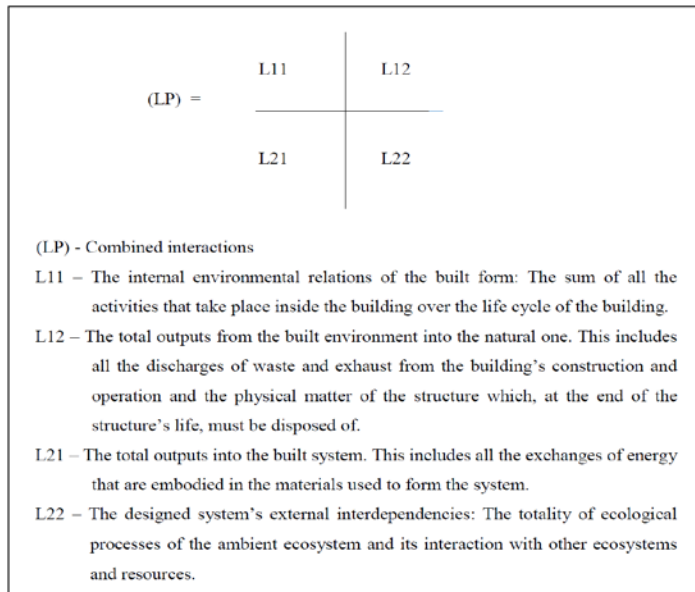 L11 L12
(LP) =
L21 L22
(LP) - Combined interactions
L11 – The internal environmental relations of the built form: The sum of all the
activities that take place inside the building over the life cycle of the building.
L12 – The total outputs from the built environment into the natural one. This includes
all the discharges of waste and exhaust from the building's construction and
operation and the physical matter of the structure which, at the end of the
structure's life, must be disposed of.
L21 – The total outputs into the built system. This includes all the exchanges of energy
that are embodied in the materials used to form the system.
L22 – The designed system's external interdependencies: The totality of ecological
processes of the ambient ecosystem and its interaction with other ecosystems
and resources.